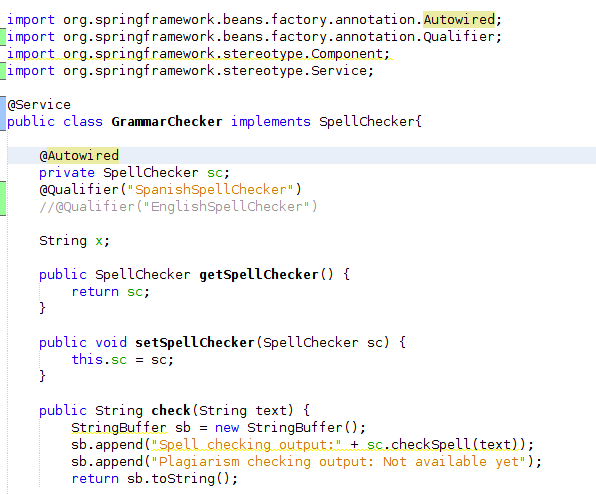 import org.springframework.beans.factory.annotation.Autowired;
import org.springframework.beans.factory.annotation.Qualifier;
import org.springframework.stereotype.Component;
import org.springframework.stereotype.Service;
@Service
public class GrammarChecker implements SpellChecker{
@Autowired
private SpellChecker sc;
@Qualifier("SpanishSpellChecker")
//@Qualifier("EnglishSpellChecker")
String x;
public SpellChecker getSpellChecker() {
return sc;
}
public void setSpellChecker(SpellChecker sc) {
this.sc = sc;
}
public String check(String text) {
StringBuffer sb = new StringBuffer();
sb.append("Spell checking output:" + sc.checkSpell(text));
sb.append("Plagiarism checking output: Not available yet");
return sb.toString();